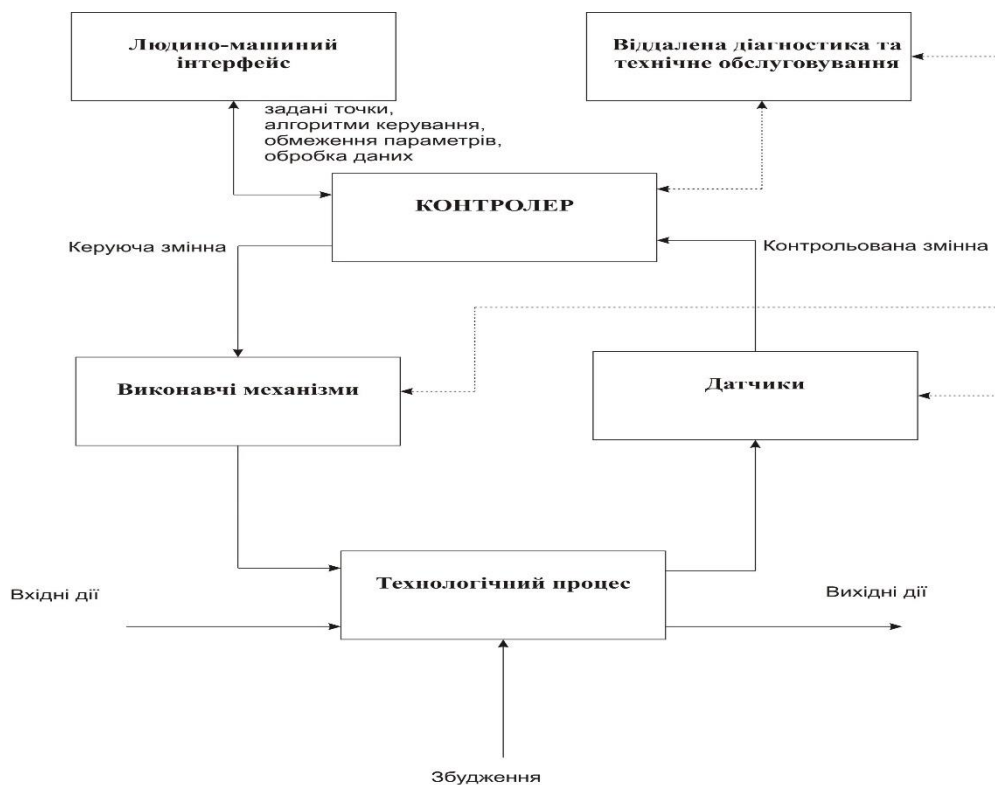 Людино-машиний
інтерфейс
Віддалена діагностика та
технічне обслуговування
задані точки,
алгоритми керування,
обмеження параметрів,
обробка даних
КОНТРОЛЕР
Керуюча змінна
Контрольована змінна
Виконавчі механізми
Датчики
Технологічний процес
Вхідні дії
Вихідні дії
Збудження